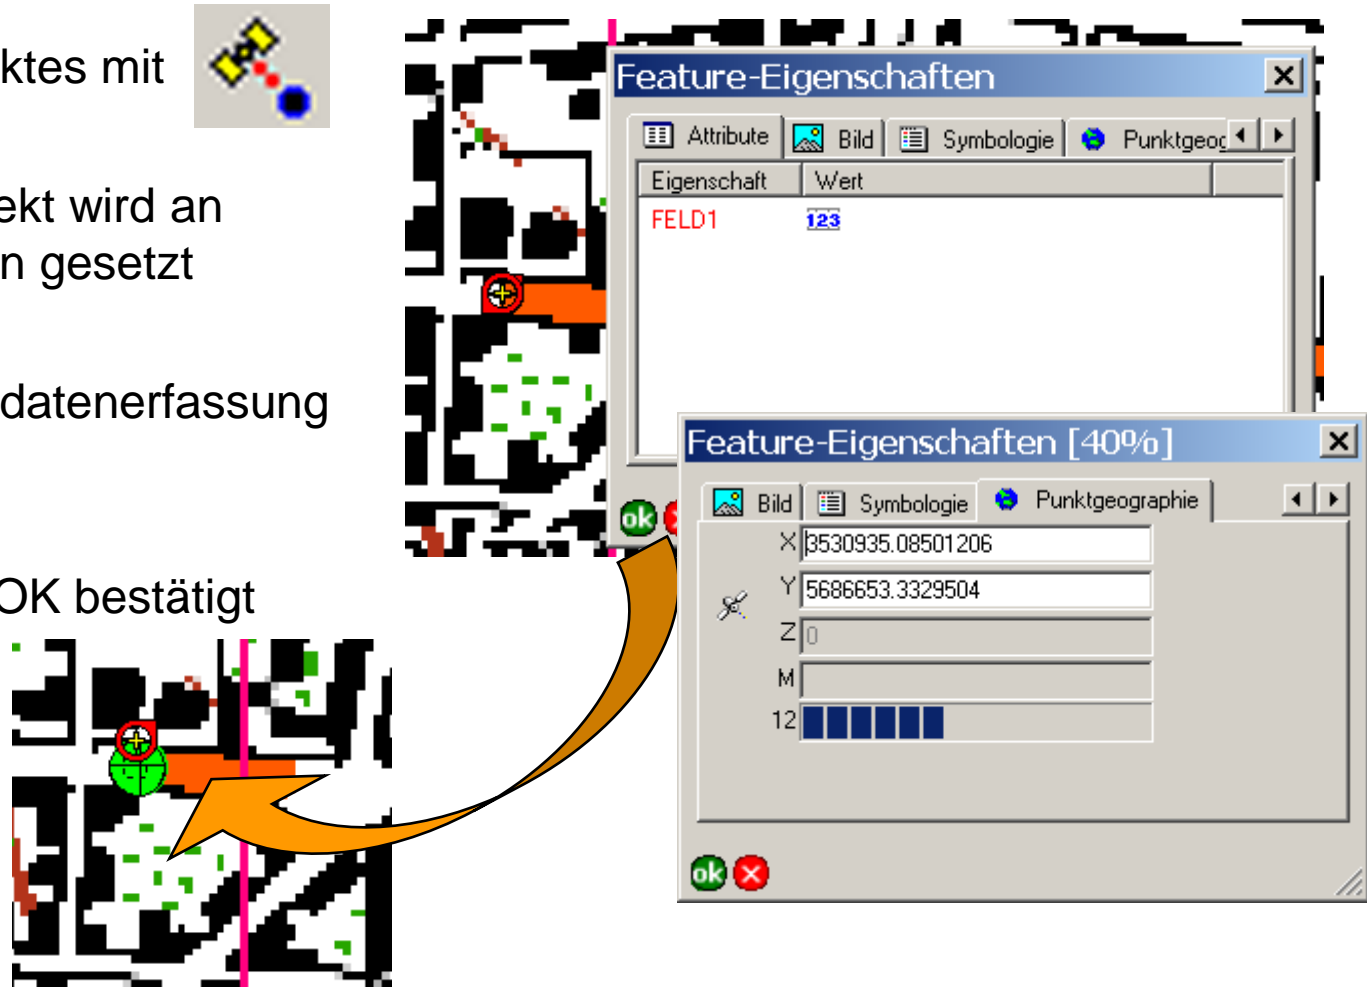 ktes mit
ekt wird an
n gesetzt
datenerfassung
OK bestätigt
Feature-Eigenschaften
Attribute Bild Symbologie Punktgeog
Eigenschaft Wert
FELD1 123
ok
Feature-Eigenschaften [40%]
Bild Symbologie Punktgeographie
X 3530935.08501206
Y 5686653.3329504
Z 0
M
12
ok